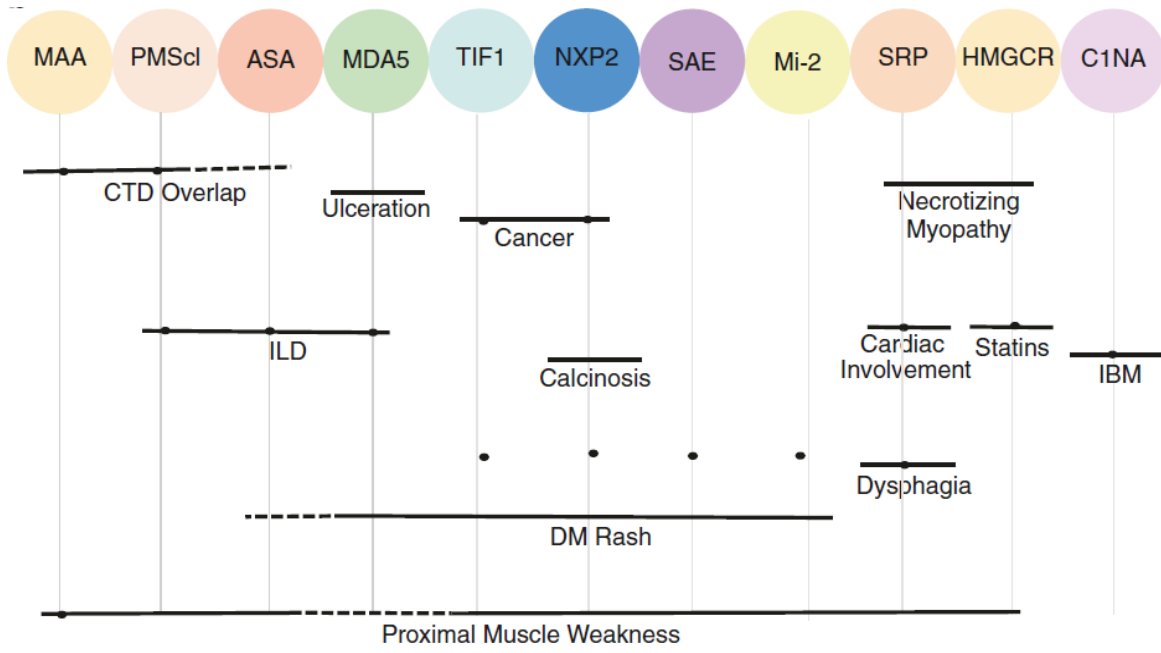 MAA PMScl ASA MDA5 TIF1 NXP2 SAE Mi-2 SRP HMGCR C1NA
CTD Overlap
Ulceration
Cancer
Necrotizing
Myopathy
ILD
Calcinosis
Cardiac
Involvement
Statins
IBM
Dysphagia
DM Rash
Proximal Muscle Weakness